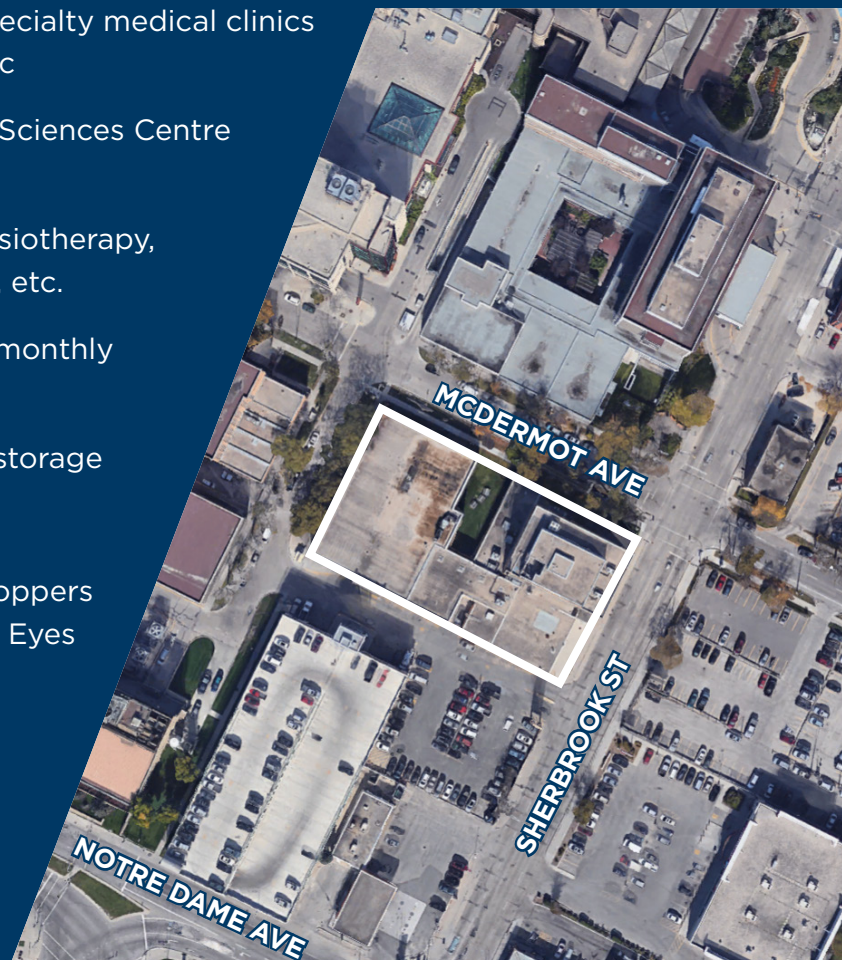 ecialty medical clinics
c
Sciences Centre
siotherapy,
etc.
monthly
storage
oppers
Eyes
MCDERMOT AVE
SHERBROOK ST
NOTRE DAME AVE